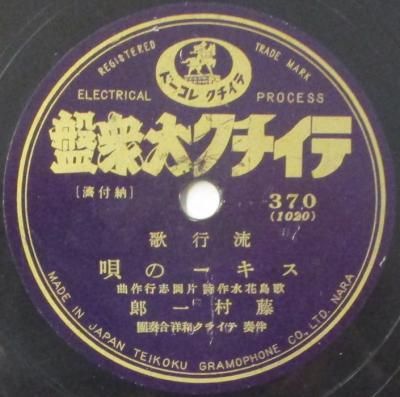 REGISTERED TRADE MARK
テイチク レコード
ELECTRICAL PROCESS
テイチク大衆盤
[納付濟]
370
(1020)
流行歌
スキーの唄
歌島花水作詩 片岡志行作曲
藤村一郎
伴奏 テイチク和洋合奏團
MADE IN JAPAN TEIKOKU GRAMOPHONE CO., LTD. NARA